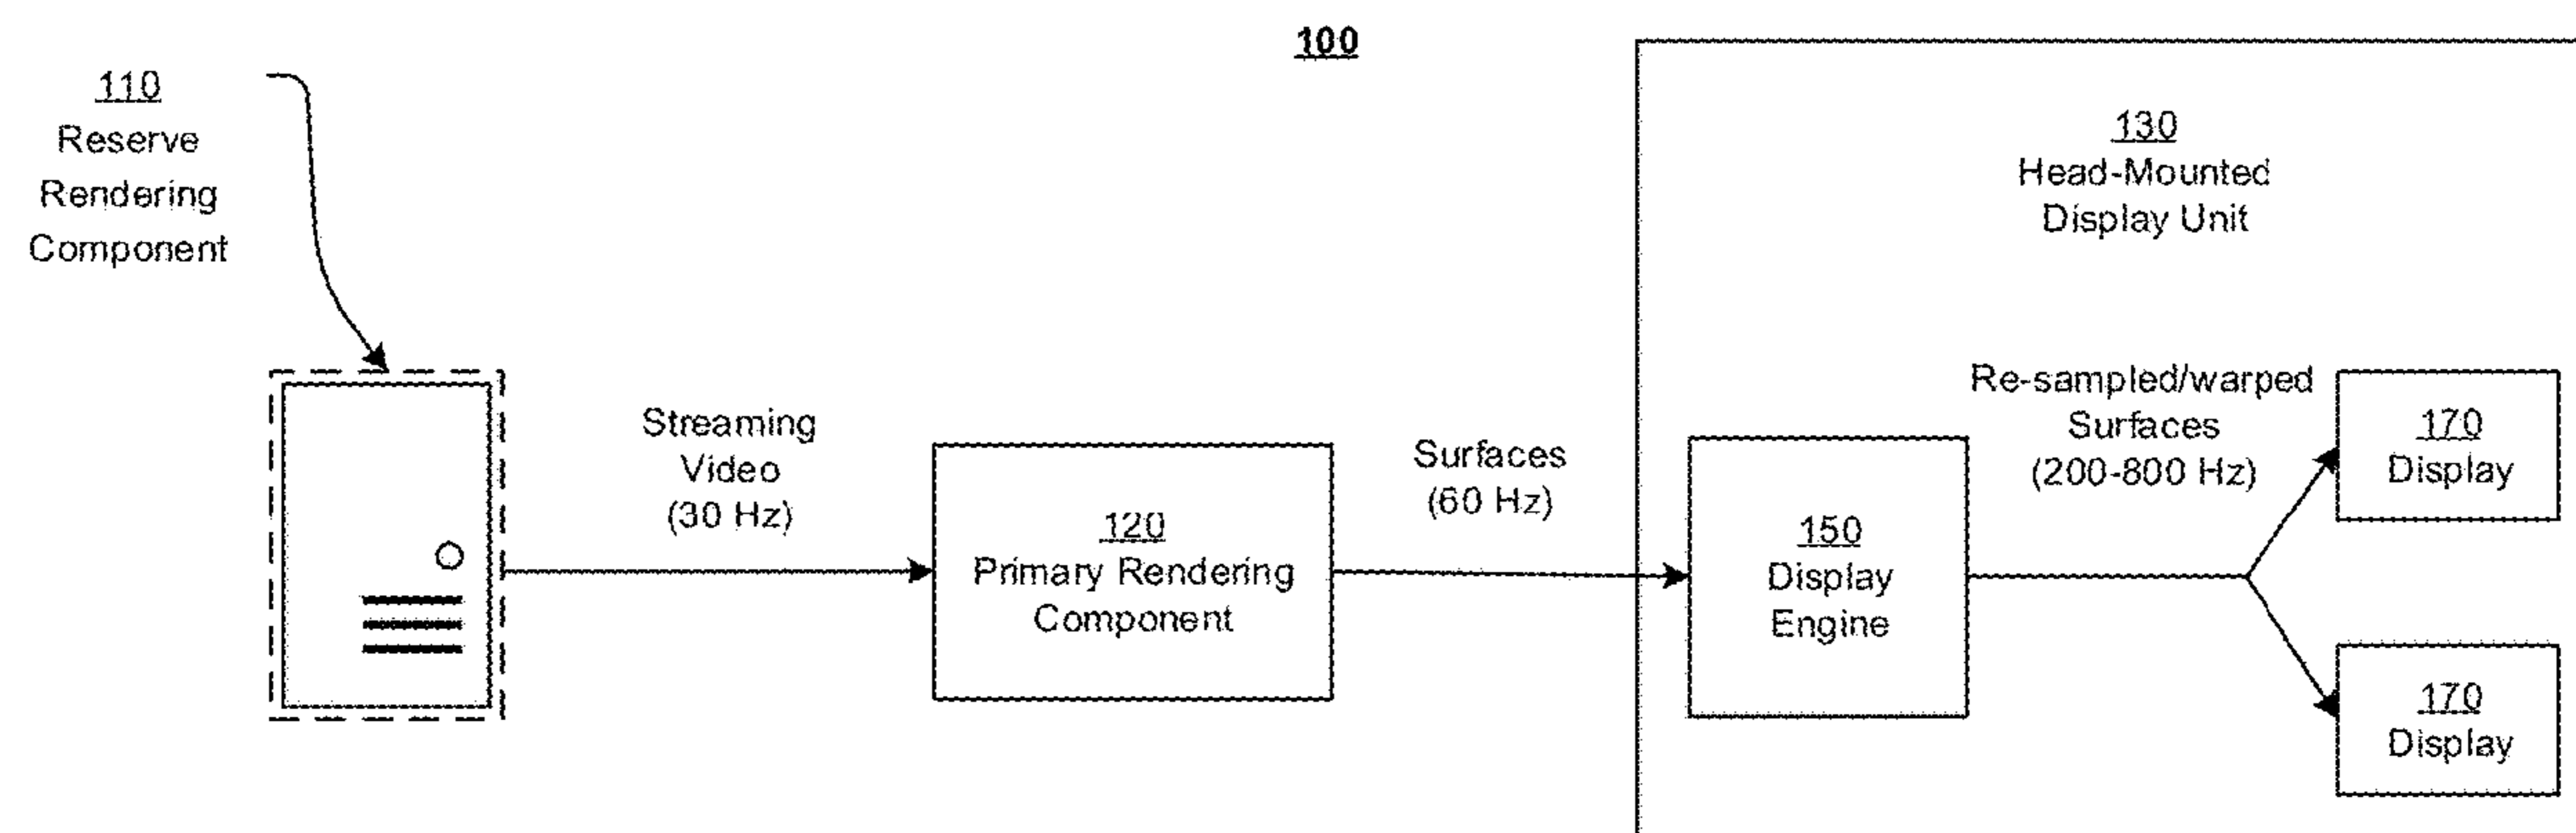 100
110
Reserve
Rendering
Component
130
Head-Mounted
Display Unit
Streaming
Video
(30 Hz)
120
Primary Rendering
Component
Surfaces
(60 Hz)
150
Display
Engine
Re-sampled/warped
Surfaces
(200-800 Hz)
170
Display
170
Display